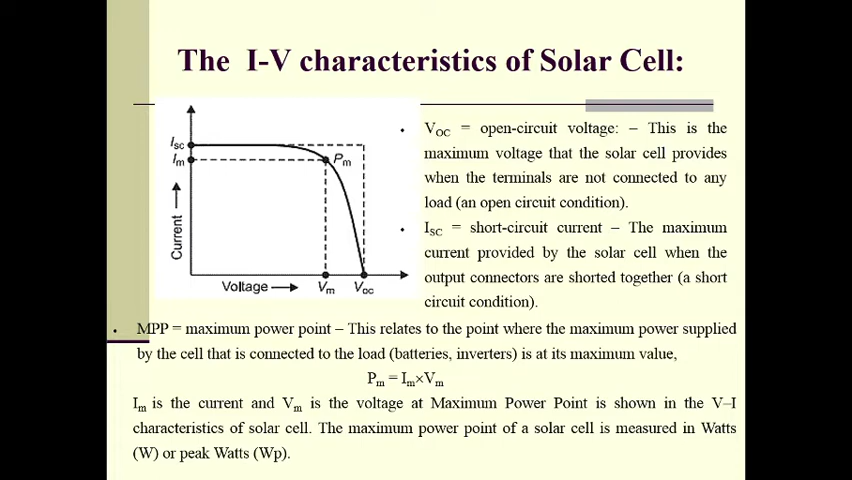 The I-V characteristics of Solar Cell:
Isc
Im
Pm
Current
Voltage
Vm
Voc
• VOC = open-circuit voltage: – This is the
maximum voltage that the solar cell provides
when the terminals are not connected to any
load (an open circuit condition).
• ISC = short-circuit current – The maximum
current provided by the solar cell when the
output connectors are shorted together (a short
circuit condition).
• MPP = maximum power point – This relates to the point where the maximum power supplied
by the cell that is connected to the load (batteries, inverters) is at its maximum value,
Pm = Im×Vm
Im is the current and Vm is the voltage at Maximum Power Point is shown in the V–I
characteristics of solar cell. The maximum power point of a solar cell is measured in Watts
(W) or peak Watts (Wp).